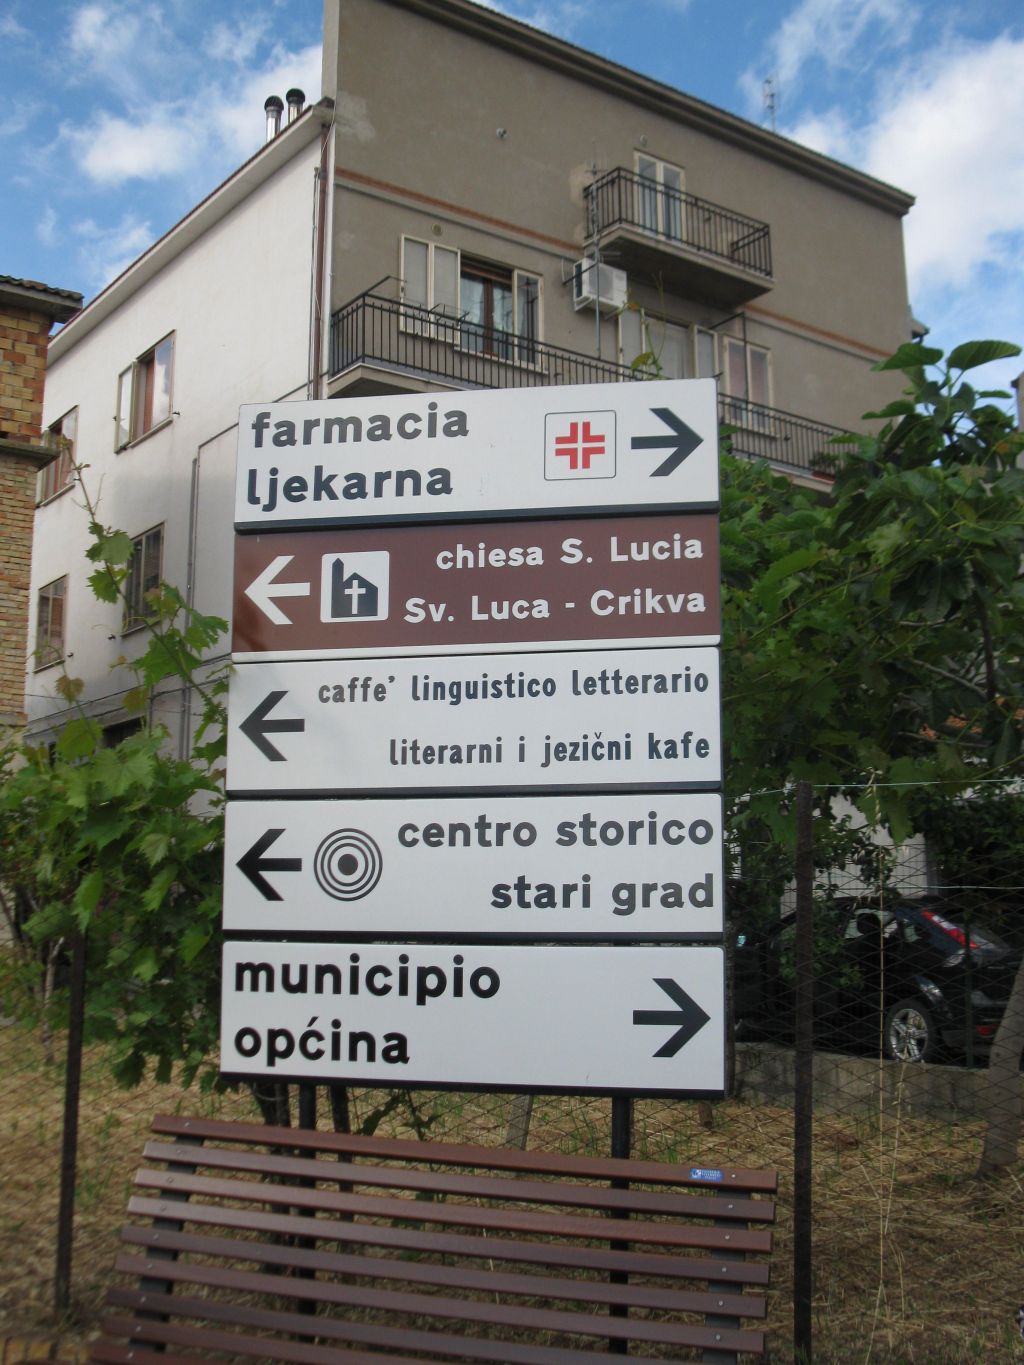 farmacia
ljekarna
chiesa S. Lucia
Sv. Luca - Crikva
caffe' linguistico letterario
literarni i jezični kafe
centro storico
stari grad
municipio
općina